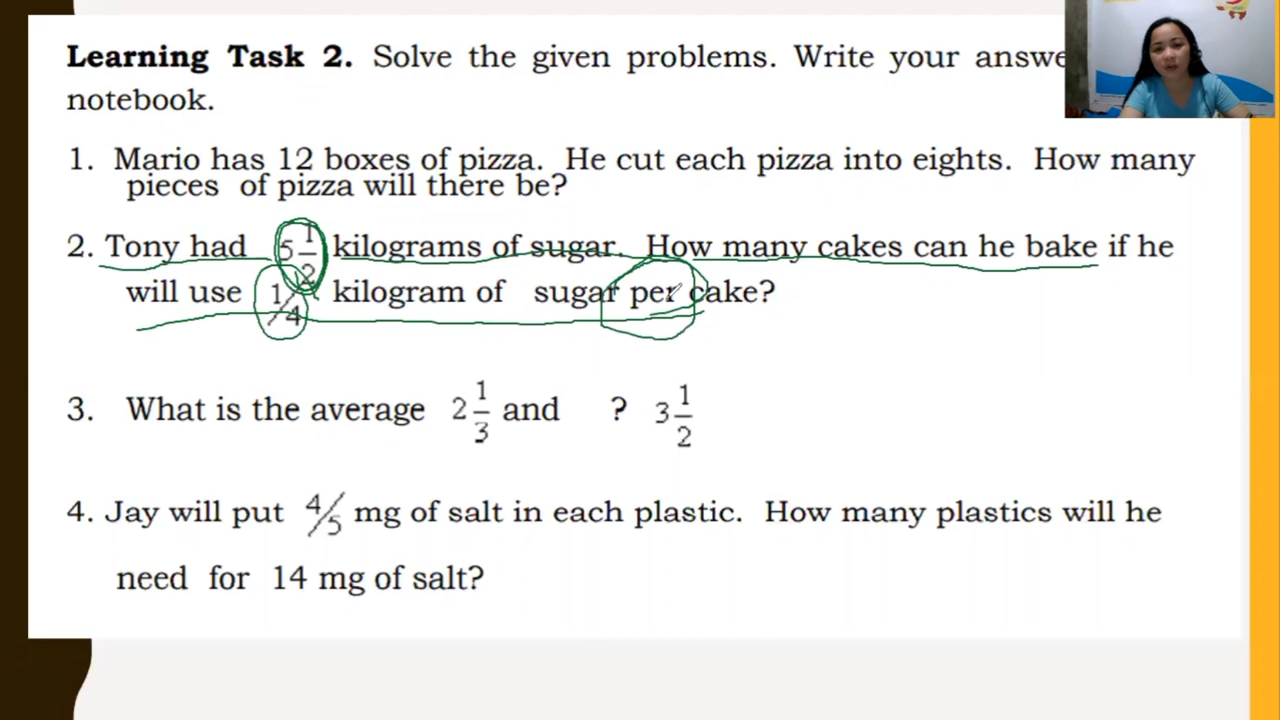 Learning Task 2. Solve the given problems. Write your answe
notebook.
1. Mario has 12 boxes of pizza. He cut each pizza into eights. How many
pieces of pizza will there be?
2. Tony had 5 1/2 kilograms of sugar. How many cakes can he bake if he
will use 1/4 kilogram of sugar per cake?
3. What is the average 2 1/3 and ? 3 1/2
4. Jay will put 4/5 mg of salt in each plastic. How many plastics will he
need for 14 mg of salt?